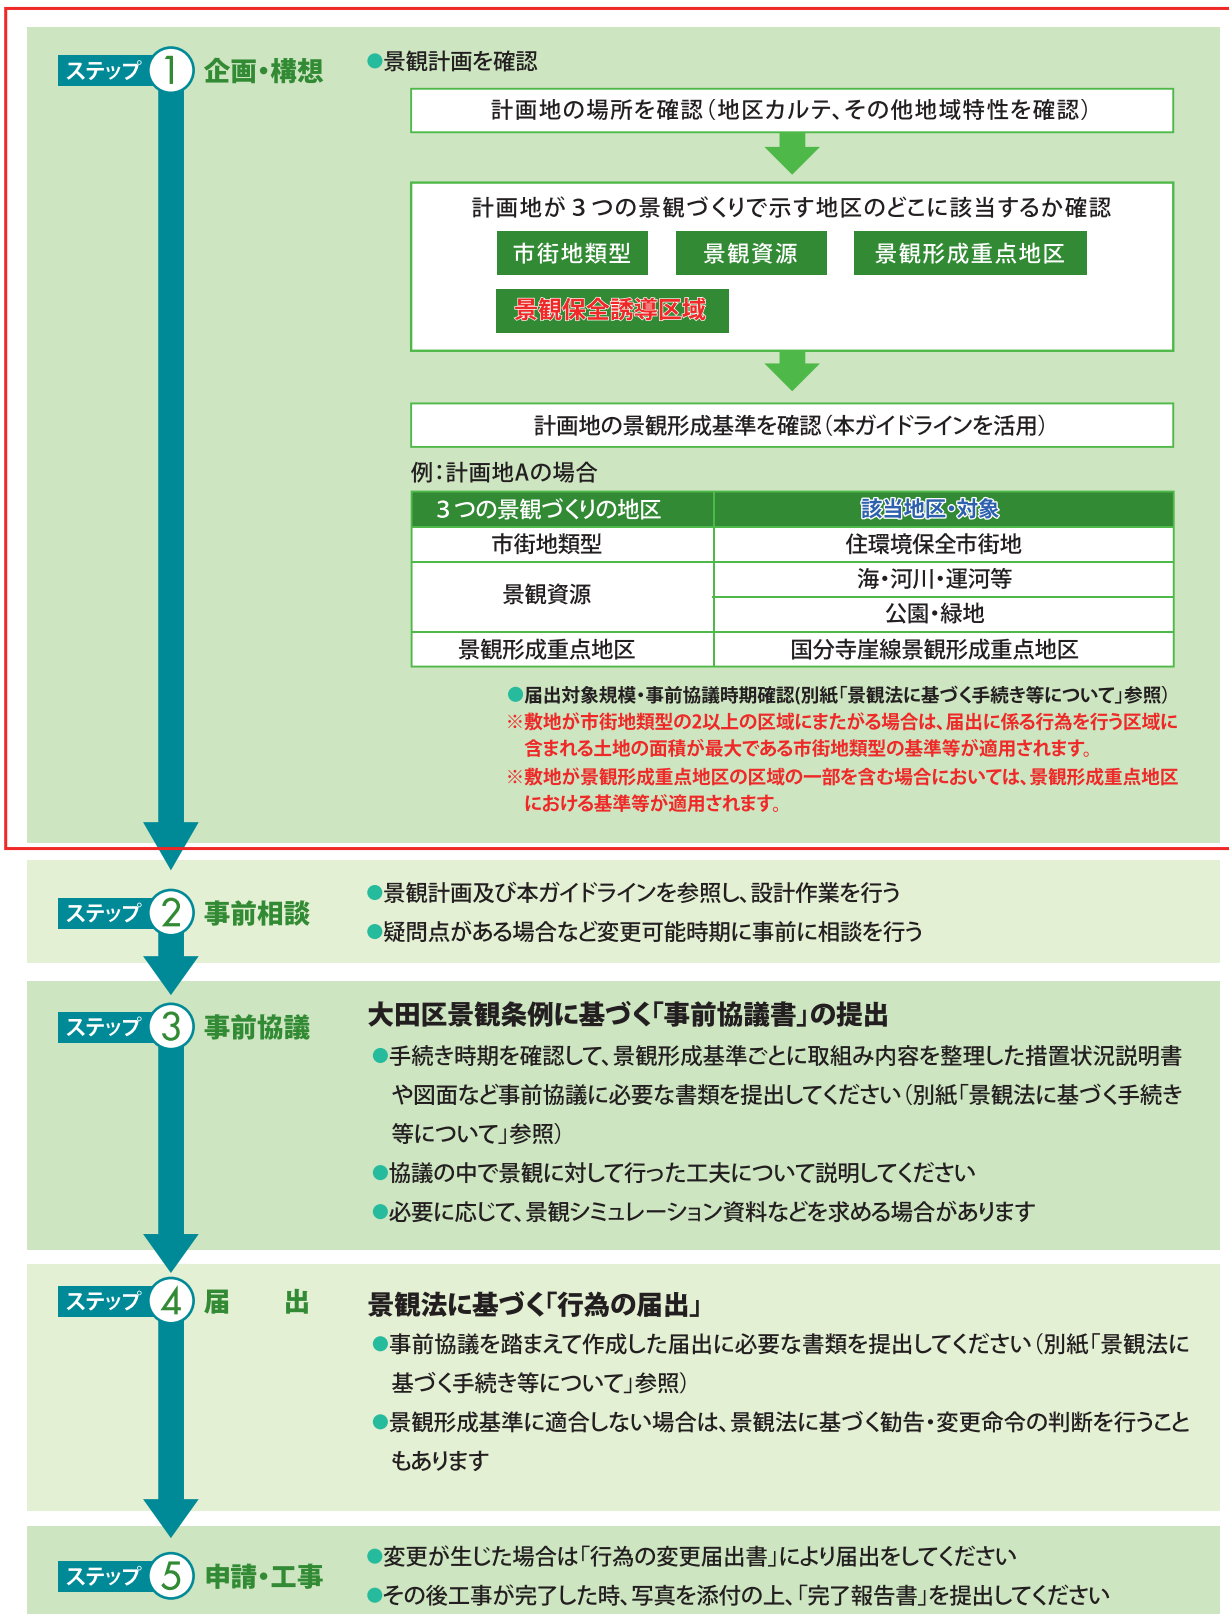 ステップ 1 企画・構想
●景観計画を確認
計画地の場所を確認（地区カルテ、その他地域特性を確認）
計画地が３つの景観づくりで示す地区のどこに該当するか確認
市街地類型 景観資源 景観形成重点地区
景観保全誘導区域
計画地の景観形成基準を確認（本ガイドラインを活用）
例：計画地Aの場合
３つの景観づくりの地区 該当地区・対象
市街地類型 住環境保全市街地
景観資源 海・河川・運河等
公園・緑地
景観形成重点地区 国分寺崖線景観形成重点地区
●届出対象規模・事前協議時期確認(別紙「景観法に基づく手続き等について」参照）
※敷地が市街地類型の2以上の区域にまたがる場合は、届出に係る行為を行う区域に
含まれる土地の面積が最大である市街地類型の基準等が適用されます。
※敷地が景観形成重点地区の区域の一部を含む場合においては、景観形成重点地区
における基準等が適用されます。
ステップ 2 事前相談
●景観計画及び本ガイドラインを参照し、設計作業を行う
●疑問点がある場合など変更可能時期に事前に相談を行う
ステップ 3 事前協議
大田区景観条例に基づく「事前協議書」の提出
●手続き時期を確認して、景観形成基準ごとに取組み内容を整理した措置状況説明書
や図面など事前協議に必要な書類を提出してください（別紙「景観法に基づく手続き
等について」参照）
●協議の中で景観に対して行った工夫について説明してください
●必要に応じて、景観シミュレーション資料などを求める場合があります
ステップ 4 届　出
景観法に基づく「行為の届出」
●事前協議を踏まえて作成した届出に必要な書類を提出してください（別紙「景観法に
基づく手続き等について」参照）
●景観形成基準に適合しない場合は、景観法に基づく勧告・変更命令の判断を行うこと
もあります
ステップ 5 申請・工事
●変更が生じた場合は「行為の変更届出書」により届出をしてください
●その後工事が完了した時、写真を添付の上、「完了報告書」を提出してください